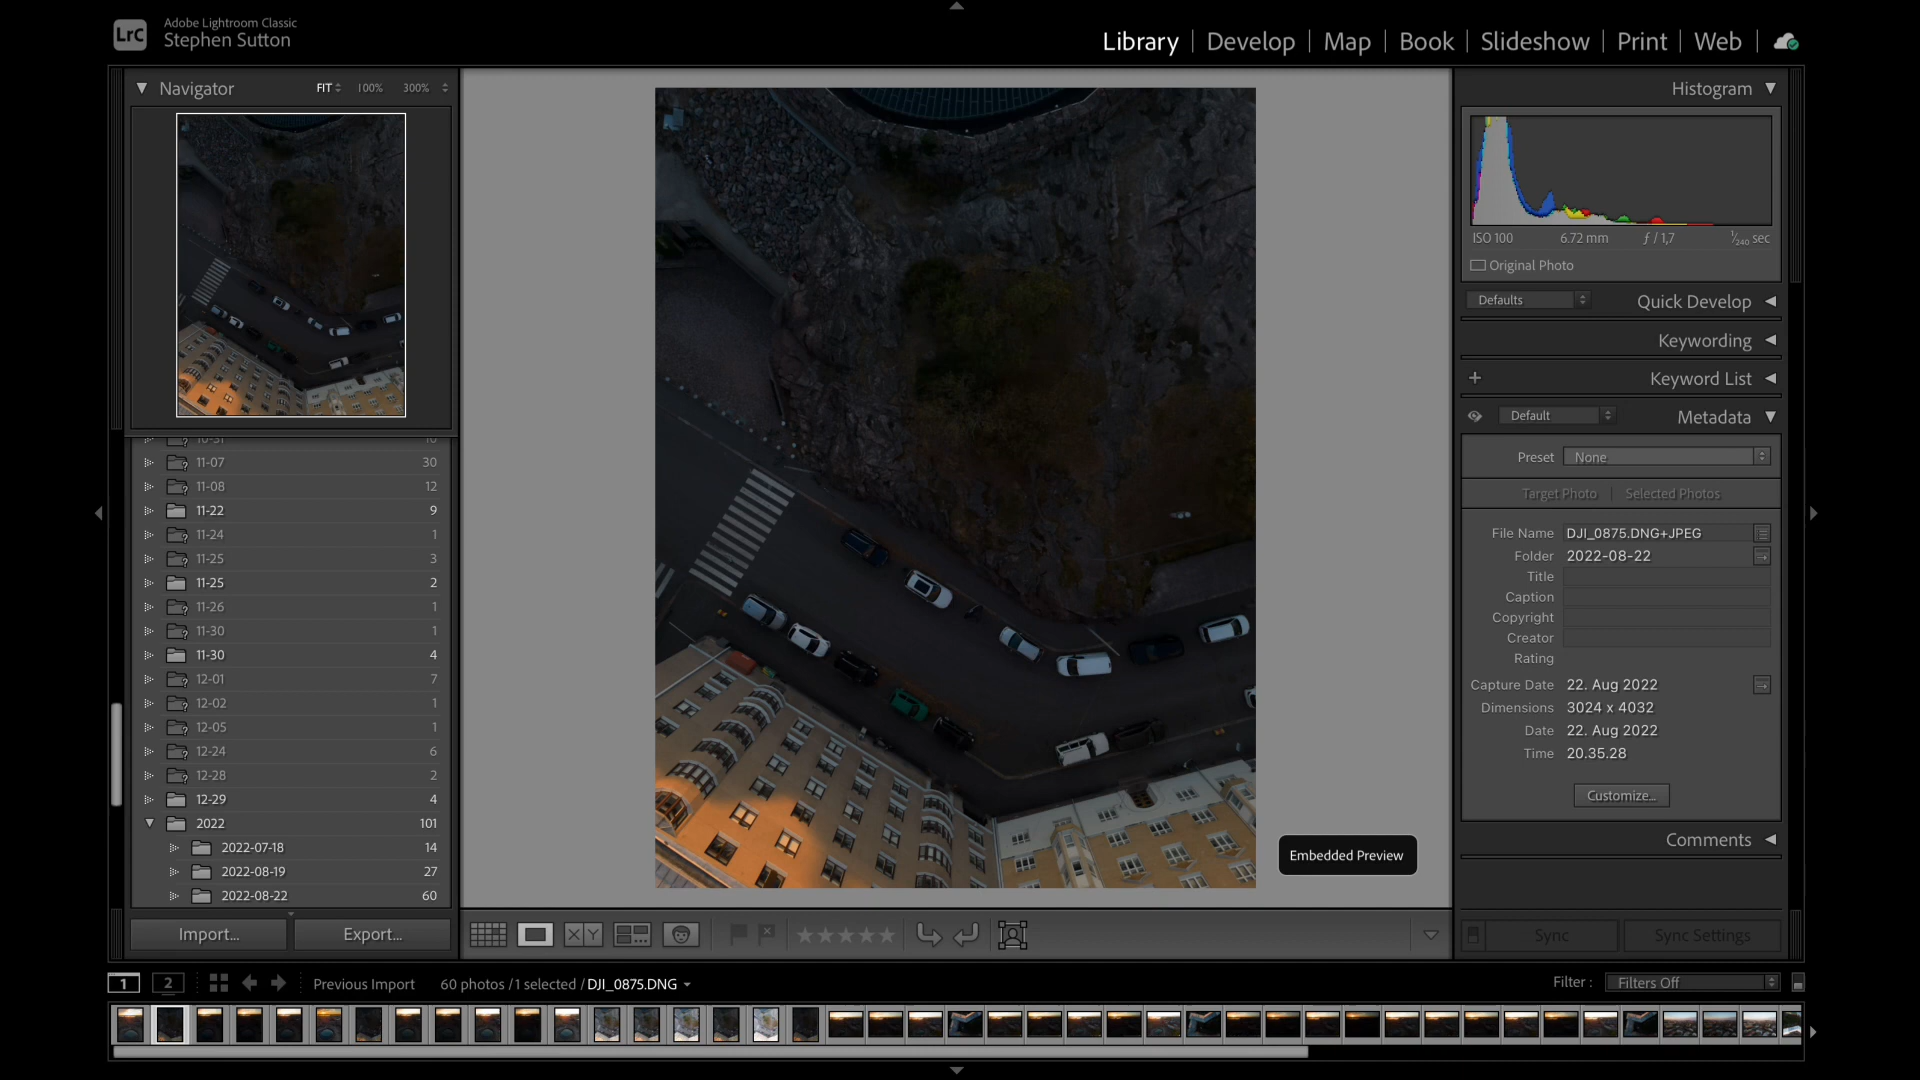 LrC
Adobe Lightroom Classic
Stephen Sutton
Library | Develop | Map | Book | Slideshow | Print | Web |
Navigator
FIT
100%
300%
10-31 10
11-07 30
11-08 12
11-22 9
11-24 1
11-25 3
11-25 2
11-26 1
11-30 1
11-30 4
12-01 7
12-02 1
12-05 1
12-24 6
12-28 2
12-29 4
2022 101
2022-07-18 14
2022-08-19 27
2022-08-22 60
Import...
Export...
Embedded Preview
XY
Histogram
ISO 100
6.72 mm
ƒ / 1,7
1/240 sec
Original Photo
Defaults
Quick Develop
Keywording
Keyword List
Default
Metadata
Preset None
Target Photo | Selected Photos
File Name DJI_0875.DNG+JPEG
Folder 2022-08-22
Title
Caption
Copyright
Creator
Rating
Capture Date 22. Aug 2022
Dimensions 3024 x 4032
Date 22. Aug 2022
Time 20.35.28
Customize...
Comments
Sync
Sync Settings
1
2
Previous Import
60 photos /1 selected / DJI_0875.DNG
Filter :
Filters Off